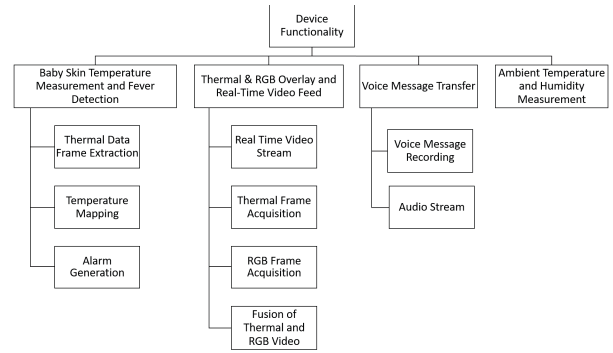 Device
Functionality
Baby Skin Temperature
Measurement and Fever
Detection
Thermal & RGB Overlay and
Real-Time Video Feed
Voice Message Transfer
Ambient Temperature
and Humidity
Measurement
Thermal Data
Frame Extraction
Temperature
Mapping
Alarm
Generation
Real Time Video
Stream
Thermal Frame
Acquisition
RGB Frame
Acquisition
Fusion of
Thermal and
RGB Video
Voice Message
Recording
Audio Stream